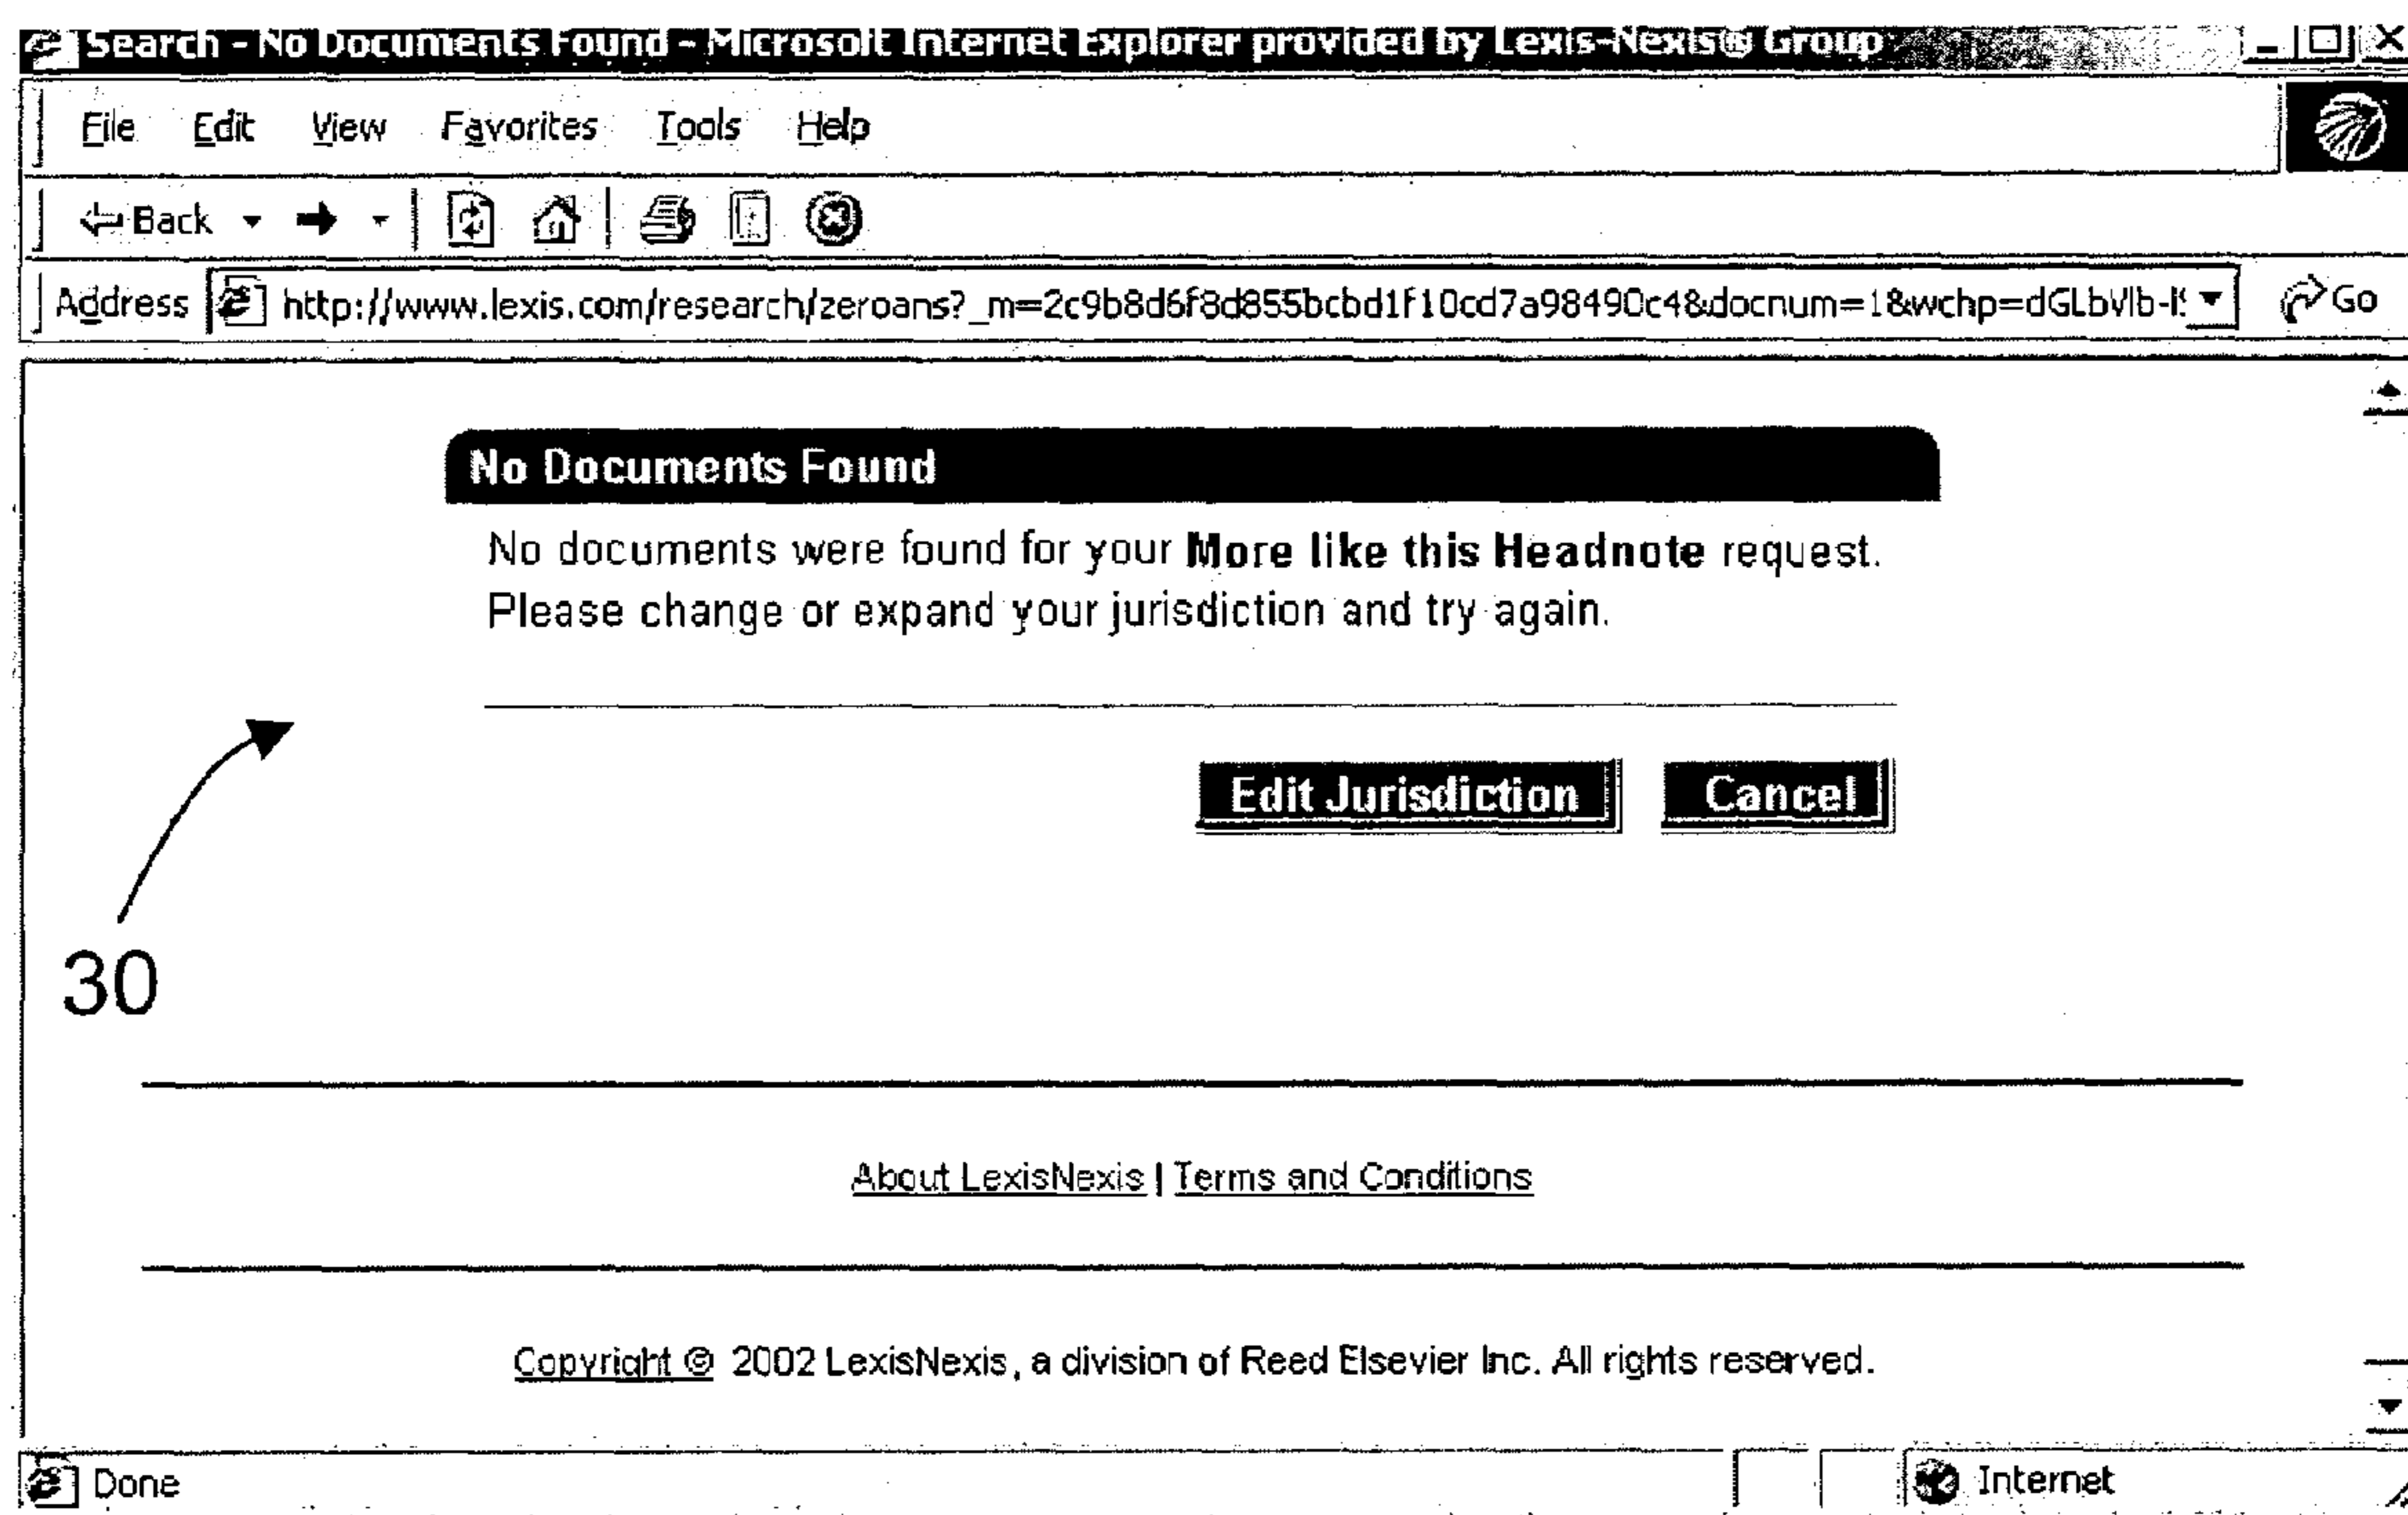 Search - No Documents Found - Microsoft Internet Explorer provided by Lexis-Nexis® Group
File Edit View Favorites Tools Help
Back
Address http://www.lexis.com/research/zeroans?_m=2c9b8d6f8d855bcbd1f10cd7a98490c4&docnum=1&wchp=dGLbVlb- Go
No Documents Found
No documents were found for your More like this Headnote request.
Please change or expand your jurisdiction and try again.
Edit Jurisdiction Cancel
30
About LexisNexis | Terms and Conditions
Copyright © 2002 LexisNexis, a division of Reed Elsevier Inc. All rights reserved.
Done Internet